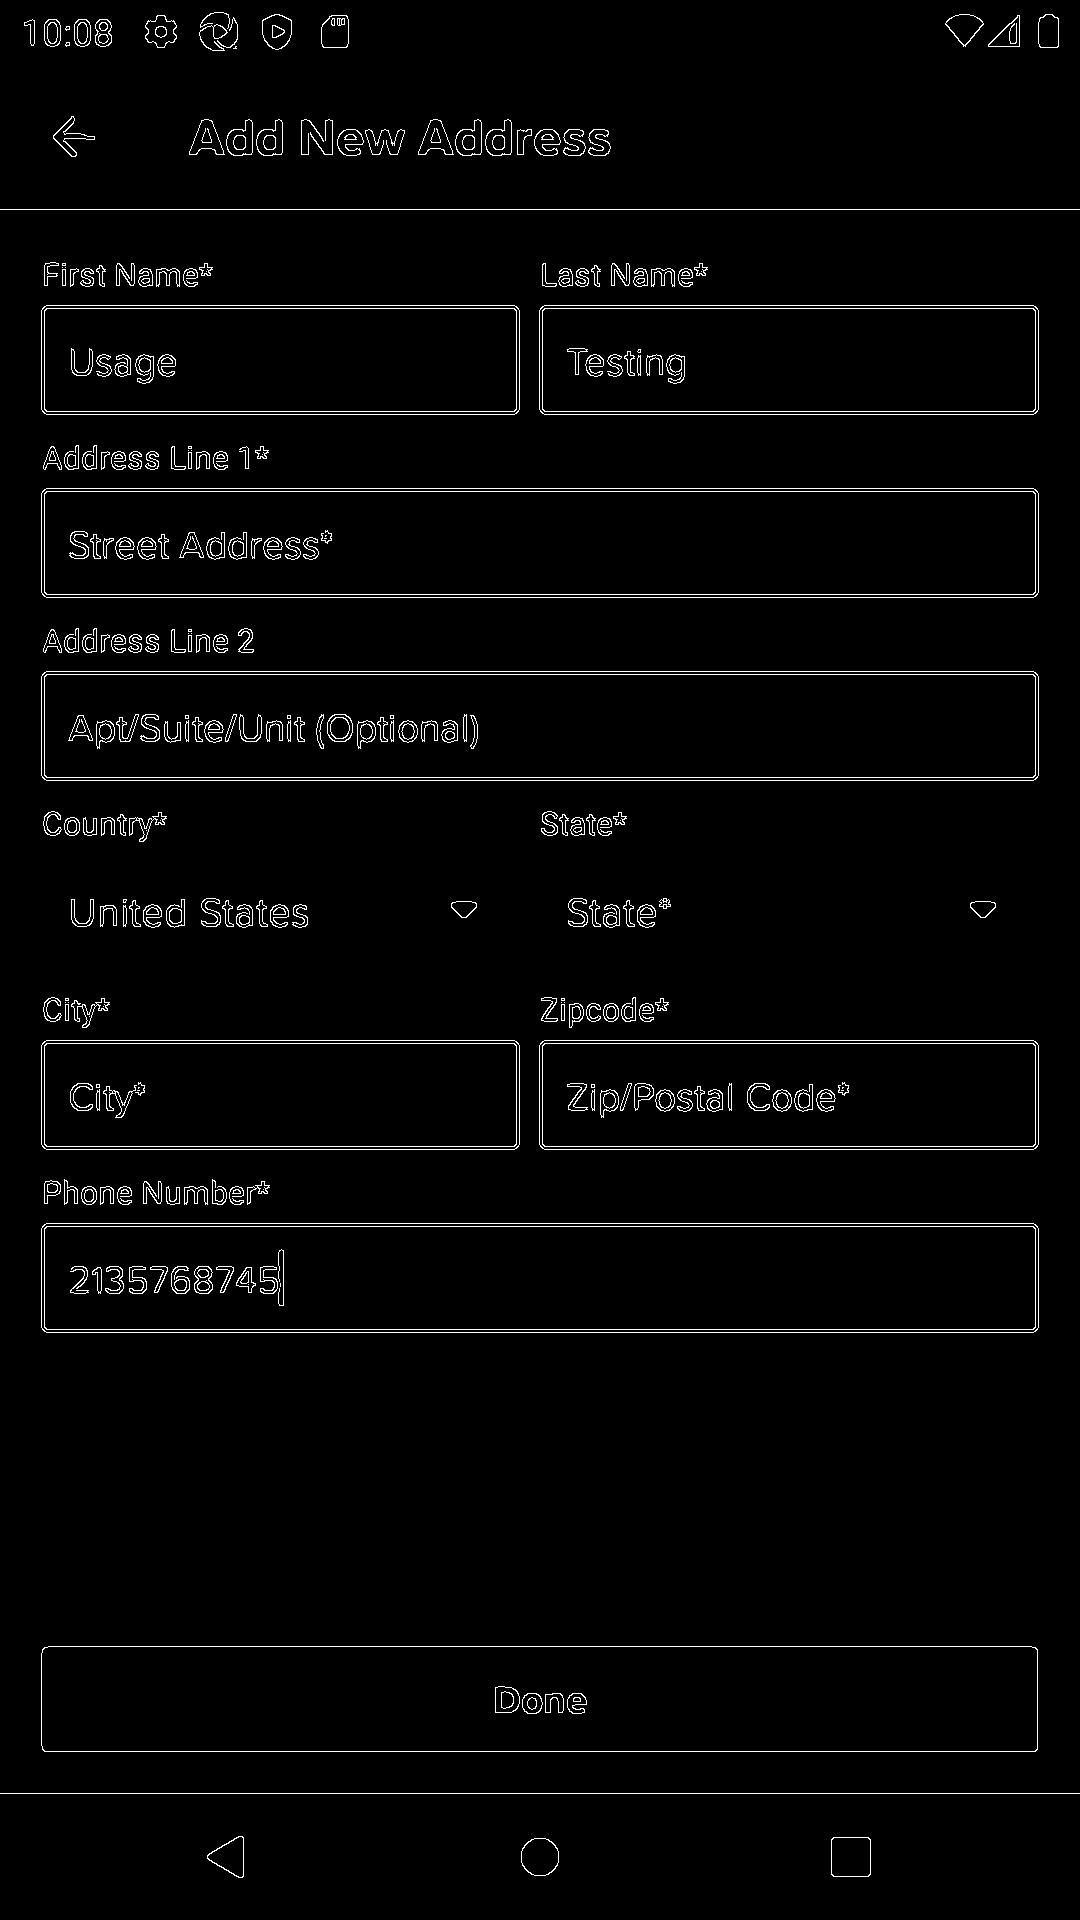 10:08
Add New Address
First Name* Last Name*
Usage Testing
Address Line 1*
Street Address*
Address Line 2
Apt/Suite/Unit (Optional)
Country* State*
United States State*
City* Zipcode*
City* Zip/Postal Code*
Phone Number*
2135768745
Done